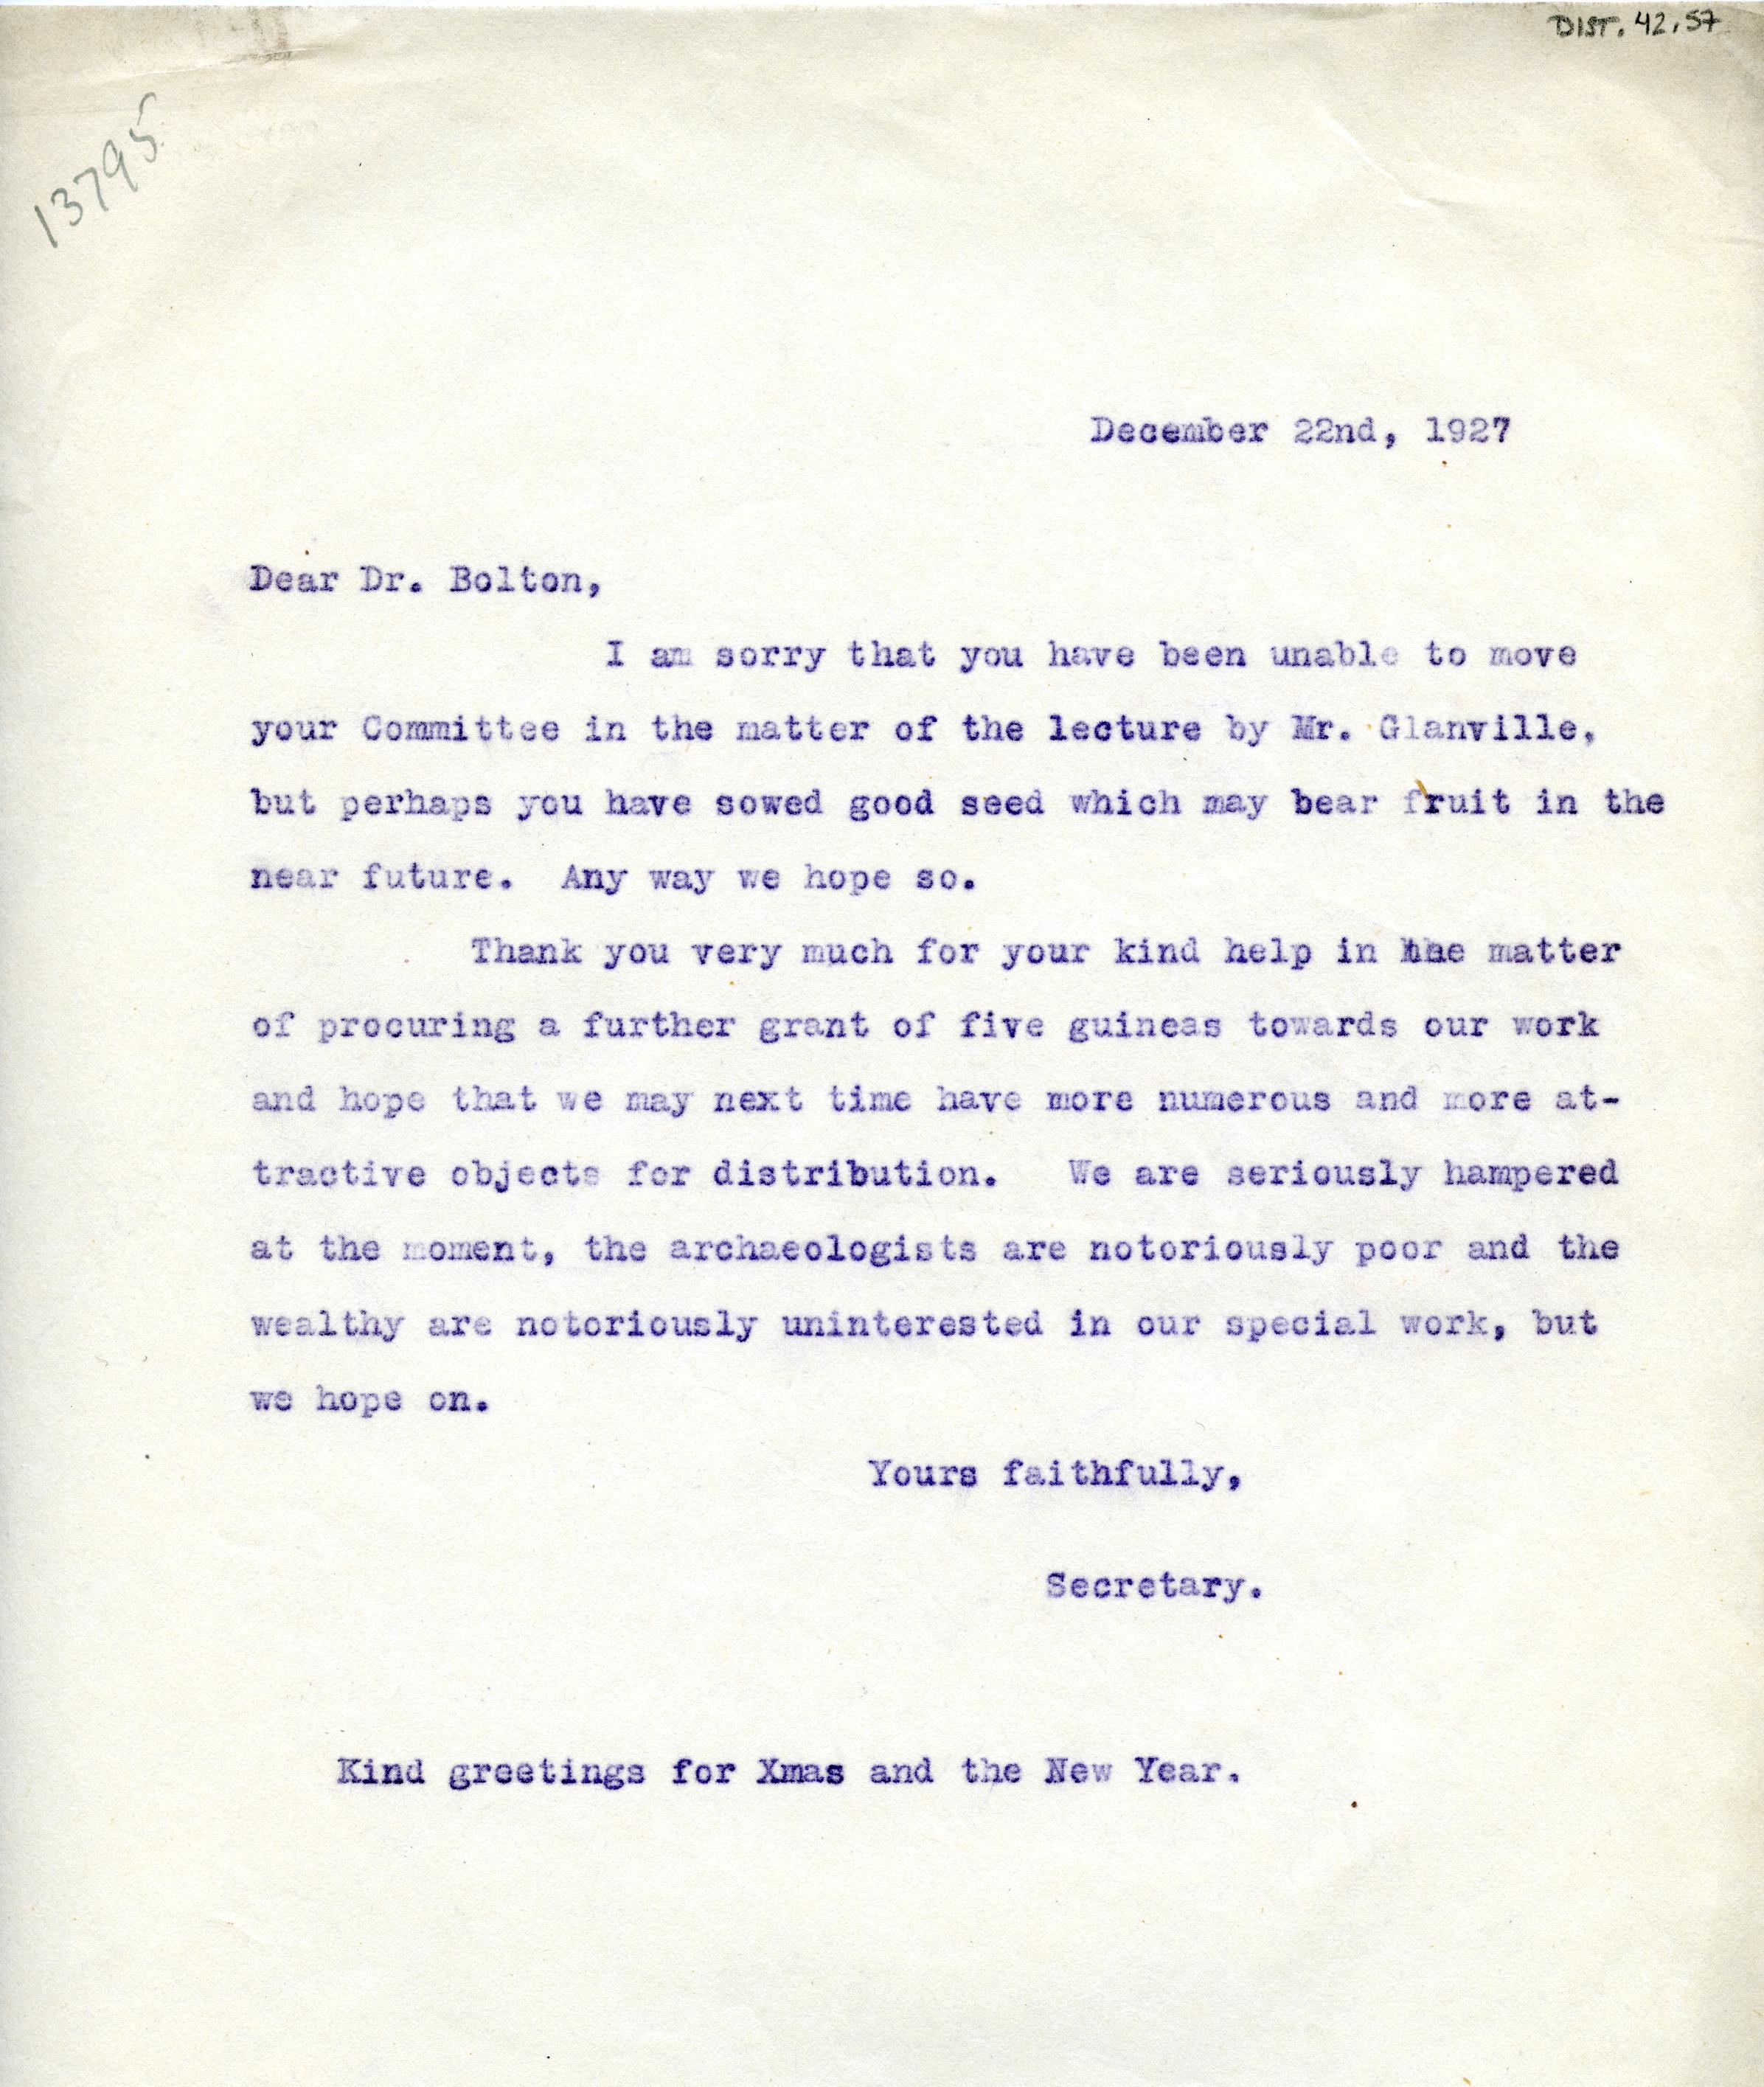 DIST. 42.57
13795
December 22nd, 1927
Dear Dr. Bolton,
I am sorry that you have been unable to move
your Committee in the matter of the lecture by Mr. Glanville,
but perhaps you have sowed good seed which may bear fruit in the
near future. Any way we hope so.
Thank you very much for your kind help in the matter
of procuring a further grant of five guineas towards our work
and hope that we may next time have more numerous and more at-
tractive objects for distribution. We are seriously hampered
at the moment, the archaeologists are notoriously poor and the
wealthy are notoriously uninterested in our special work, but
we hope on.
Yours faithfully,
Secretary.
Kind greetings for Xmas and the New Year.